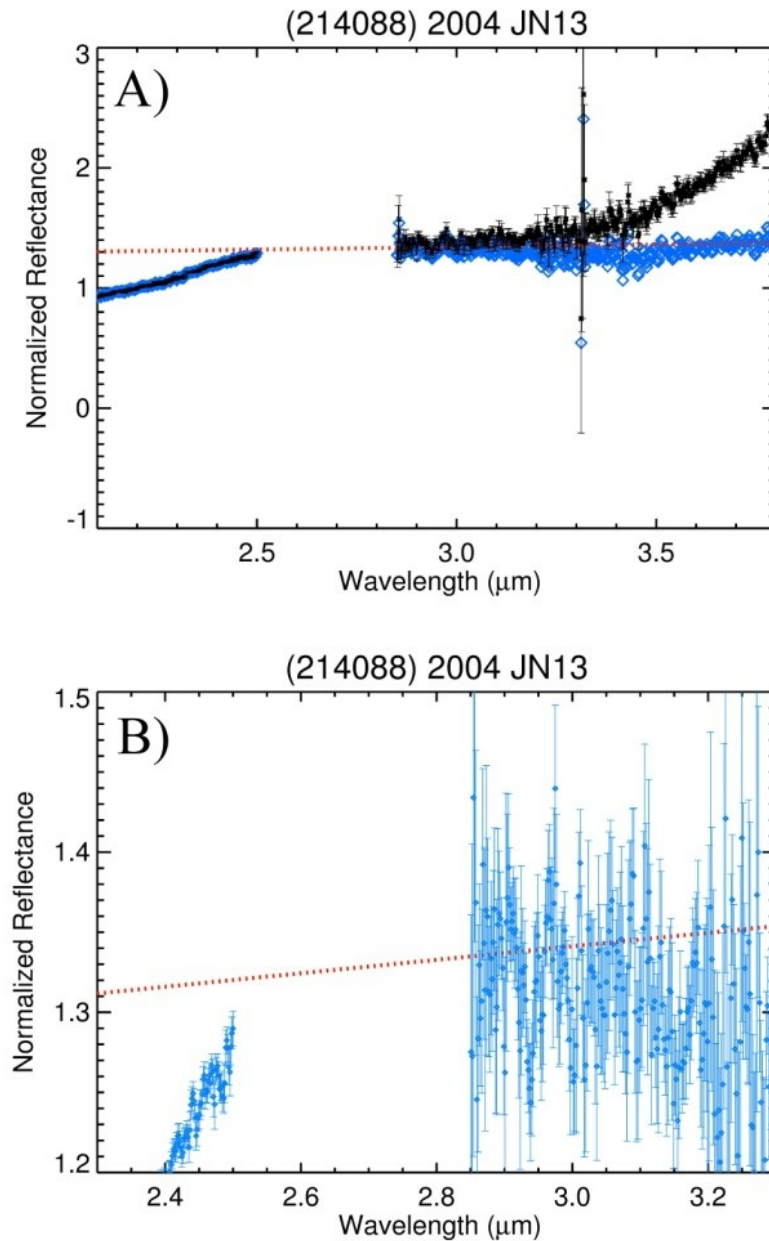 (214088) 2004 JN13
A)
3
2
1
0
-1
Normalized Reflectance
2.5 3.0 3.5
Wavelength (μm)
(214088) 2004 JN13
B)
1.5
1.4
1.3
1.2
Normalized Reflectance
2.4 2.6 2.8 3.0 3.2
Wavelength (μm)